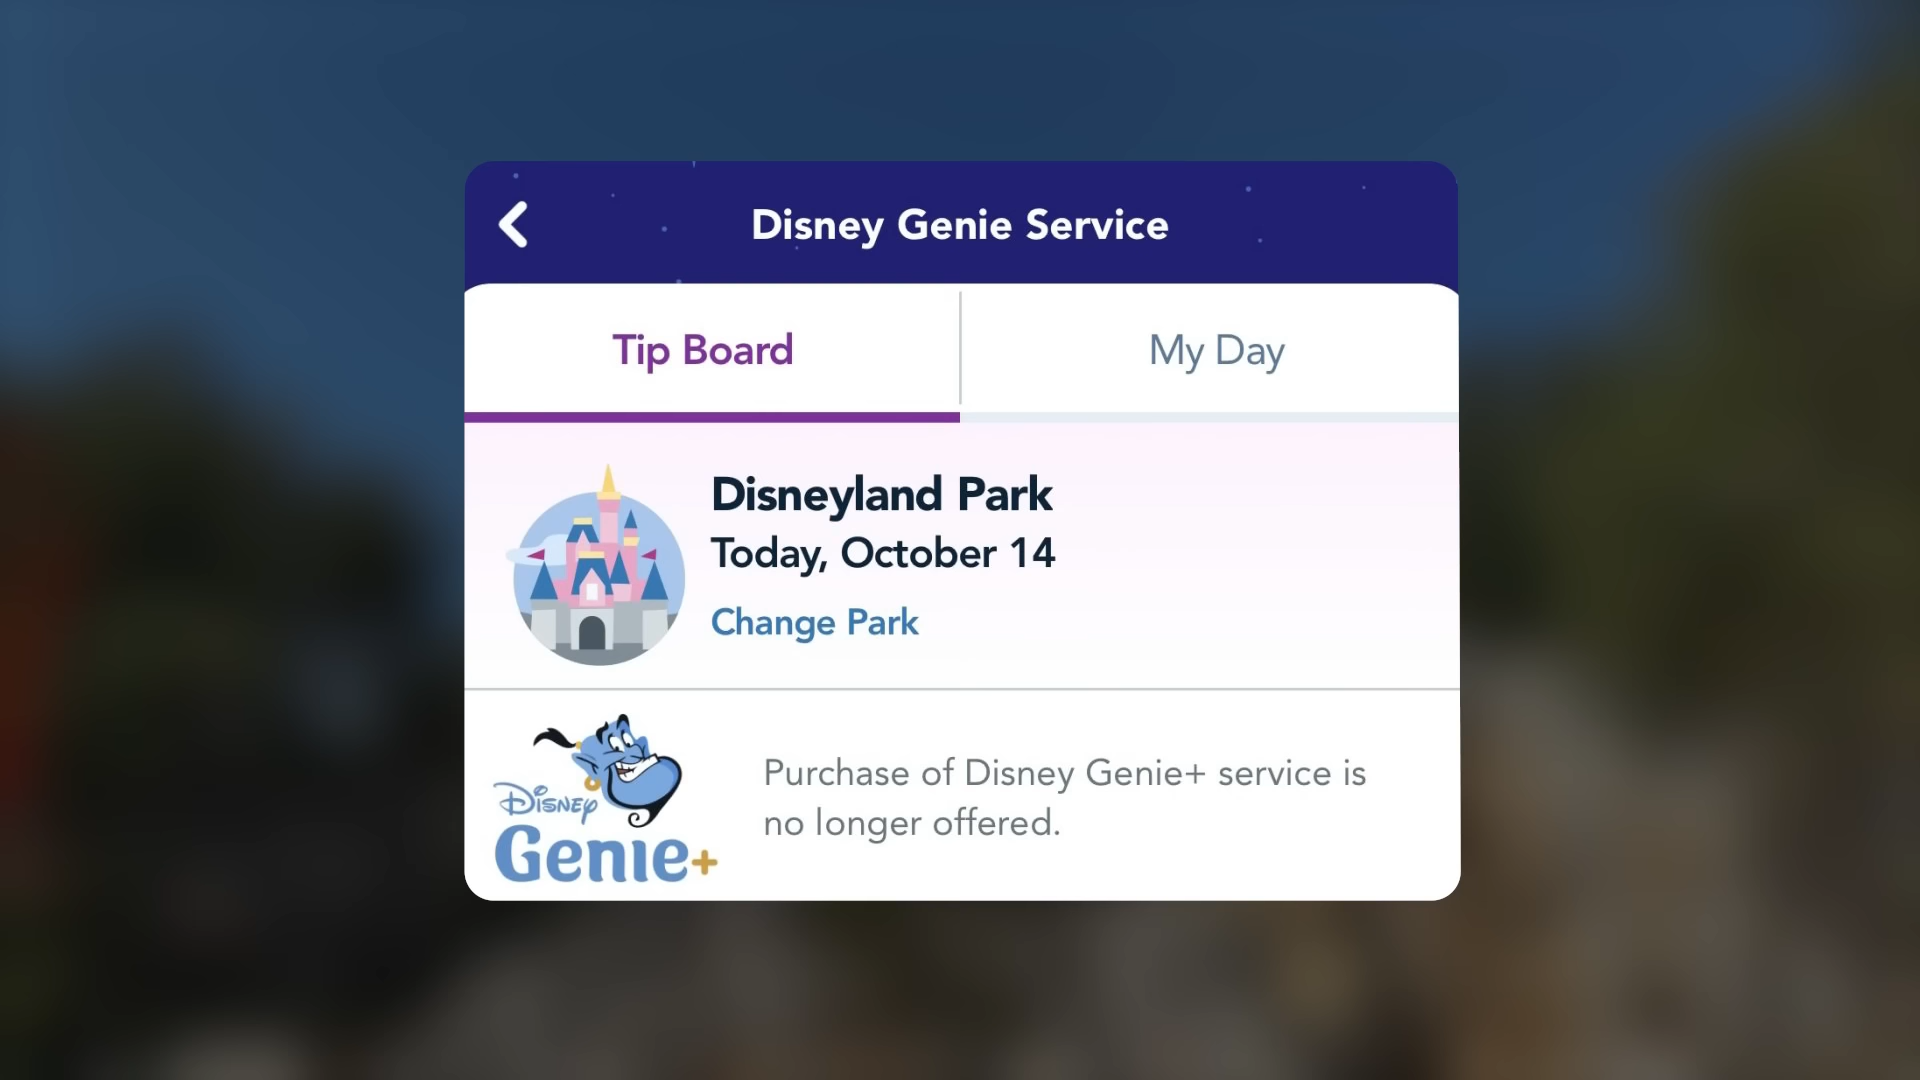 Disney Genie Service
Tip Board
My Day
Disneyland Park
Today, October 14
Change Park
Disney
Genie+
Purchase of Disney Genie+ service is
no longer offered.